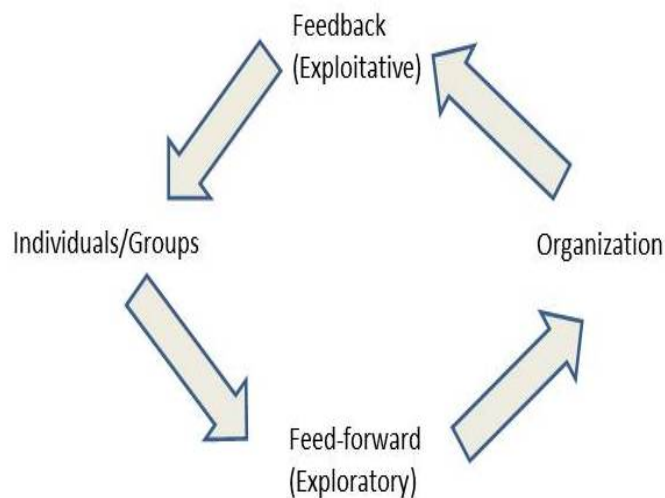 Feedback
(Exploitative)
Individuals/Groups
Organization
Feed-forward
(Exploratory)